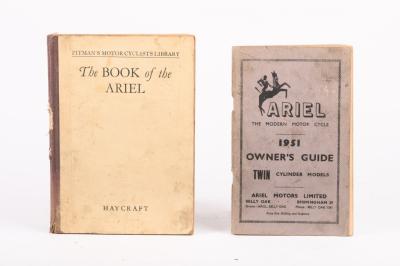 PITMAN'S MOTOR CYCLISTS LIBRARY
The BOOK of the
ARIEL
HAYCRAFT
ARIEL
THE MODERN MOTOR CYCLE
1951
OWNER'S GUIDE
TWIN CYLINDER MODELS
ARIEL MOTORS LIMITED
SELLY OAK BIRMINGHAM 29